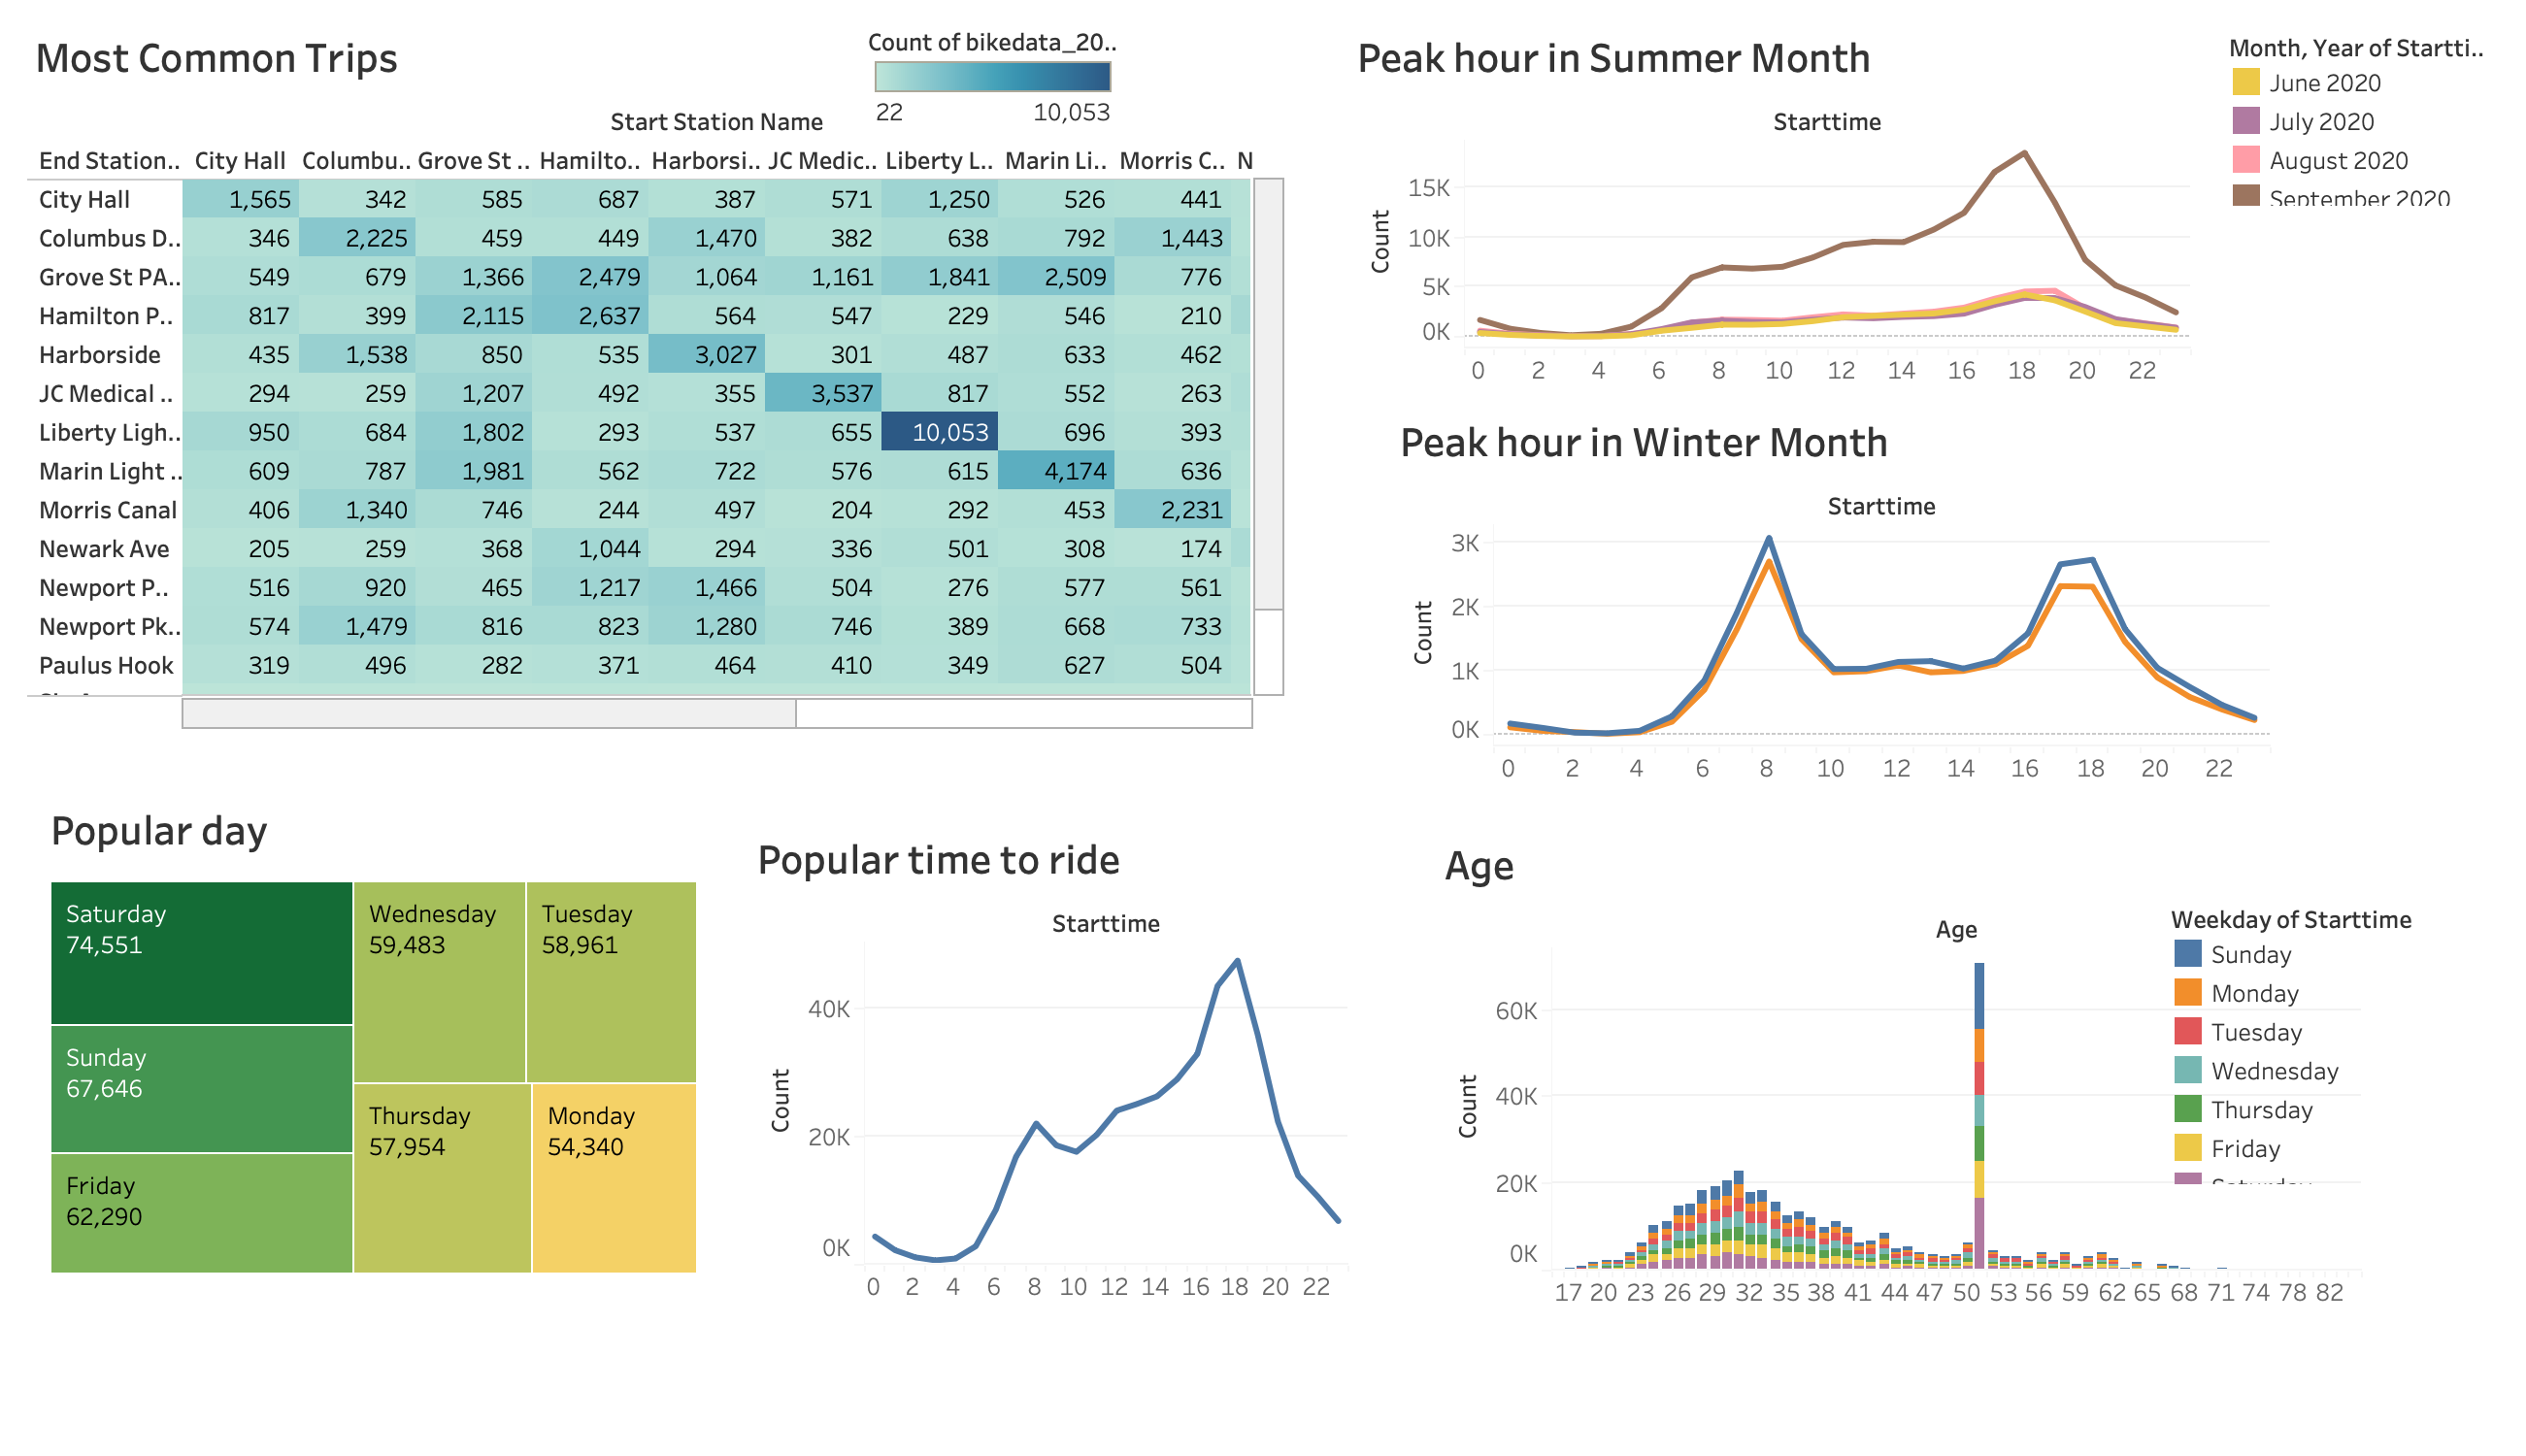 Most Common Trips
Count of bikedata_20..
22 10,053
Start Station Name
End Station.. City Hall Columbu.. Grove St .. Hamilto.. Harborsi.. JC Medic.. Liberty L.. Marin Li.. Morris C.. N
City Hall 1,565 342 585 687 387 571 1,250 526 441
Columbus D.. 346 2,225 459 449 1,470 382 638 792 1,443
Grove St PA.. 549 679 1,366 2,479 1,064 1,161 1,841 2,509 776
Hamilton P.. 817 399 2,115 2,637 564 547 229 546 210
Harborside 435 1,538 850 535 3,027 301 487 633 462
JC Medical .. 294 259 1,207 492 355 3,537 817 552 263
Liberty Ligh.. 950 684 1,802 293 537 655 10,053 696 393
Marin Light .. 609 787 1,981 562 722 576 615 4,174 636
Morris Canal 406 1,340 746 244 497 204 292 453 2,231
Newark Ave 205 259 368 1,044 294 336 501 308 174
Newport P.. 516 920 465 1,217 1,466 504 276 577 561
Newport Pk.. 574 1,479 816 823 1,280 746 389 668 733
Paulus Hook 319 496 282 371 464 410 349 627 504
Peak hour in Summer Month
Month, Year of Startti..
June 2020
July 2020
August 2020
September 2020
Starttime
Count
15K
10K
5K
0K
0 2 4 6 8 10 12 14 16 18 20 22
Peak hour in Winter Month
Starttime
Count
3K
2K
1K
0K
0 2 4 6 8 10 12 14 16 18 20 22
Popular day
Saturday
74,551
Sunday
67,646
Friday
62,290
Wednesday
59,483
Tuesday
58,961
Thursday
57,954
Monday
54,340
Popular time to ride
Starttime
Count
40K
20K
0K
0 2 4 6 8 10 12 14 16 18 20 22
Age
Age
Count
60K
40K
20K
0K
17 20 23 26 29 32 35 38 41 44 47 50 53 56 59 62 65 68 71 74 78 82
Weekday of Starttime
Sunday
Monday
Tuesday
Wednesday
Thursday
Friday
Saturday